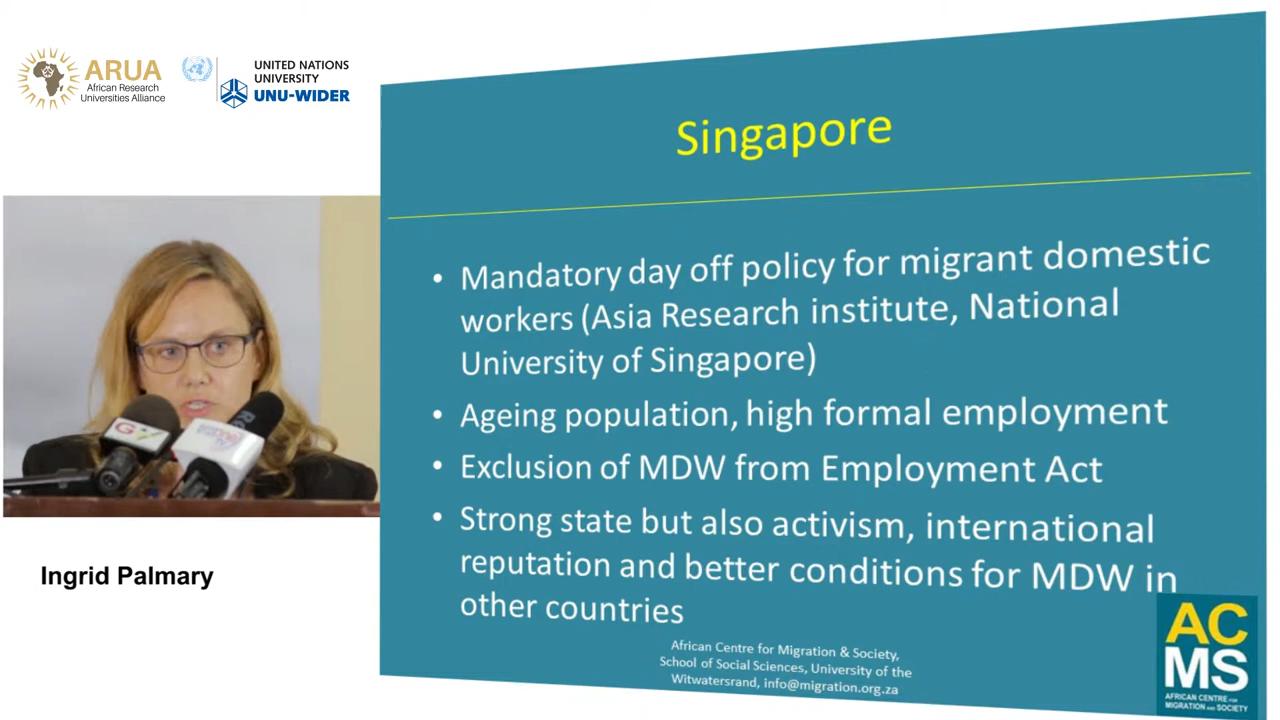 ARUA
African Research
Universities Alliance
UNITED NATIONS
UNIVERSITY
UNU-WIDER
Singapore
• Mandatory day off policy for migrant domestic
workers (Asia Research institute, National
University of Singapore)
• Ageing population, high formal employment
• Exclusion of MDW from Employment Act
• Strong state but also activism, international
reputation and better conditions for MDW in
other countries
Ingrid Palmary
African Centre for Migration & Society,
School of Social Sciences, University of the
Witwatersrand, info@migration.org.za
AC
MS
AFRICAN CENTRE FOR
MIGRATION AND SOCIETY